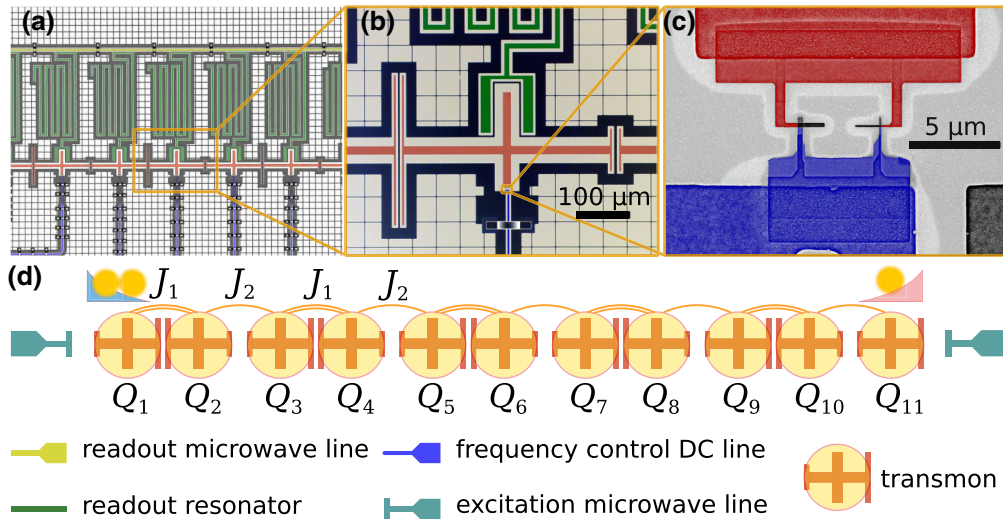 (a)
(b)
100 μm
(c)
5 μm
(d)
J1 J2 J1 J2
Q1 Q2 Q3 Q4 Q5 Q6 Q7 Q8 Q9 Q10 Q11
readout microwave line
frequency control DC line
transmon
readout resonator
excitation microwave line